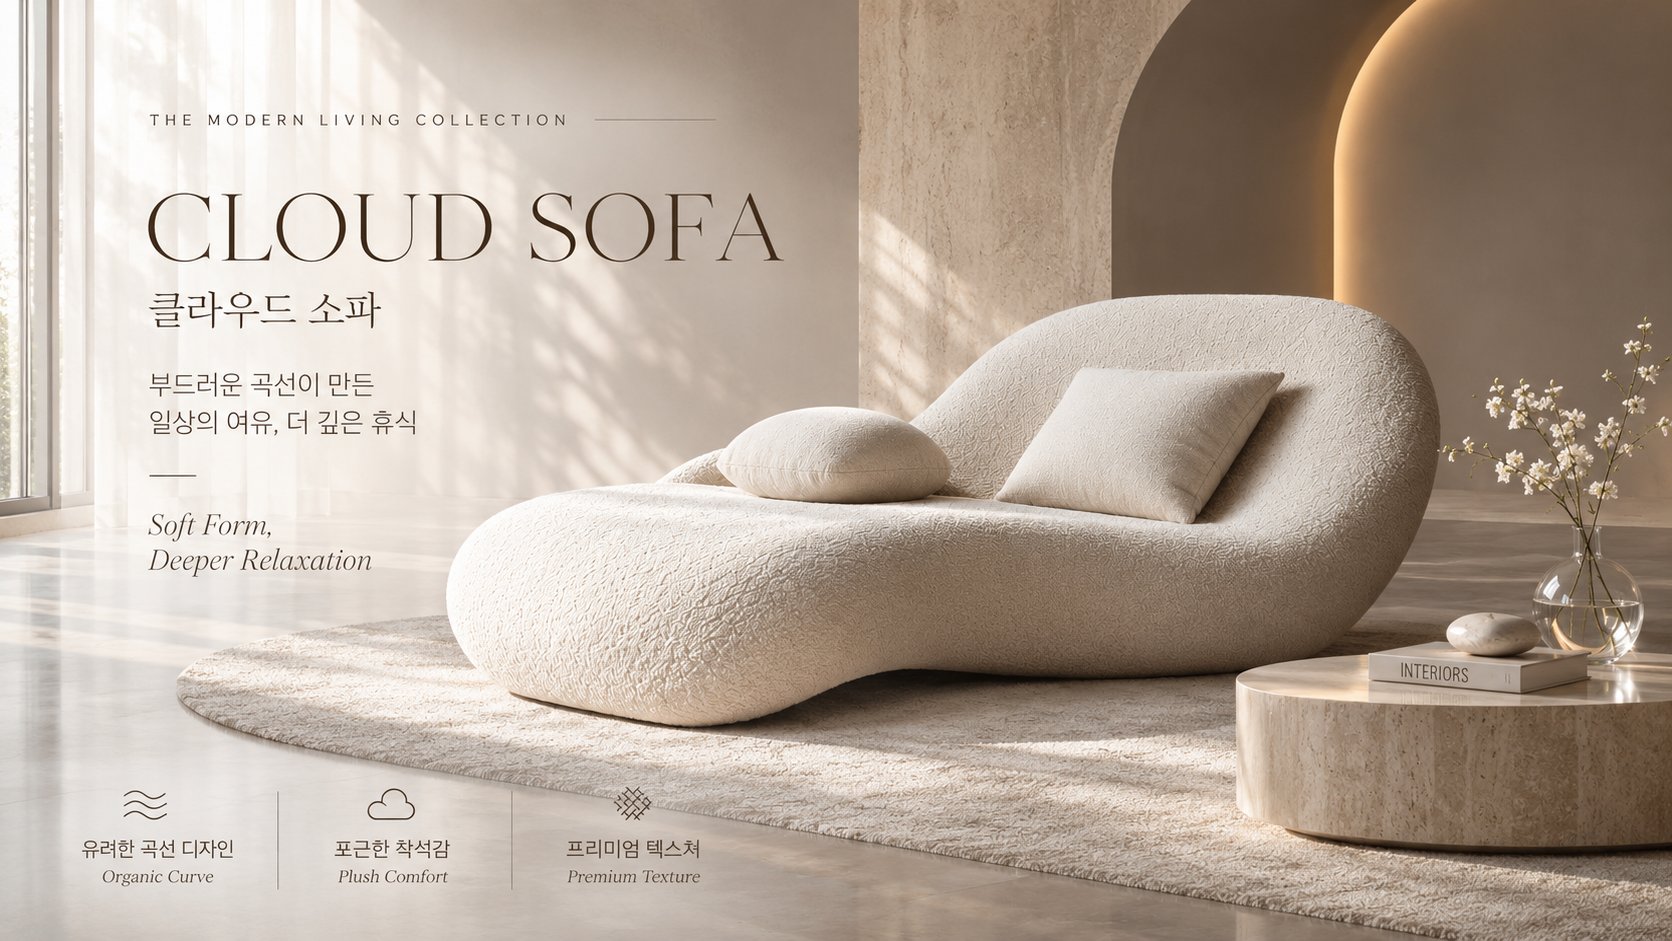 THE MODERN LIVING COLLECTION
CLOUD SOFA
클라우드 소파
부드러운 곡선이 만든
일상의 여유, 더 깊은 휴식
Soft Form,
Deeper Relaxation
INTERIORS
유려한 곡선 디자인
Organic Curve
포근한 착석감
Plush Comfort
프리미엄 텍스쳐
Premium Texture